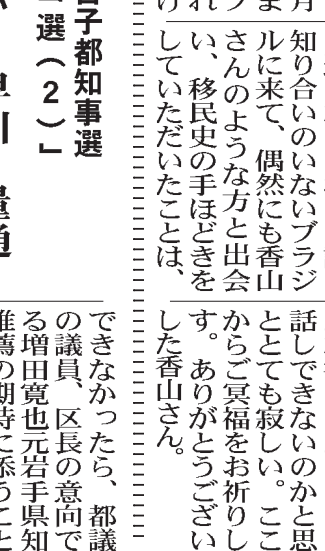 知り合いのいないブラジ
ルに来て、偶然にも香山
さんのような方と出会
い、移民史の手ほどきを
していただいたことは、
話しできないのかと思
ととても寂しい。ここ
からご冥福をお祈りし
す。ありがとうござい
した香山さん。
子都知事選
選（２）」
できなかったら、都議
の議員、区長の意向で
る増田寛也元岩手県知
推薦の期待に添うこと